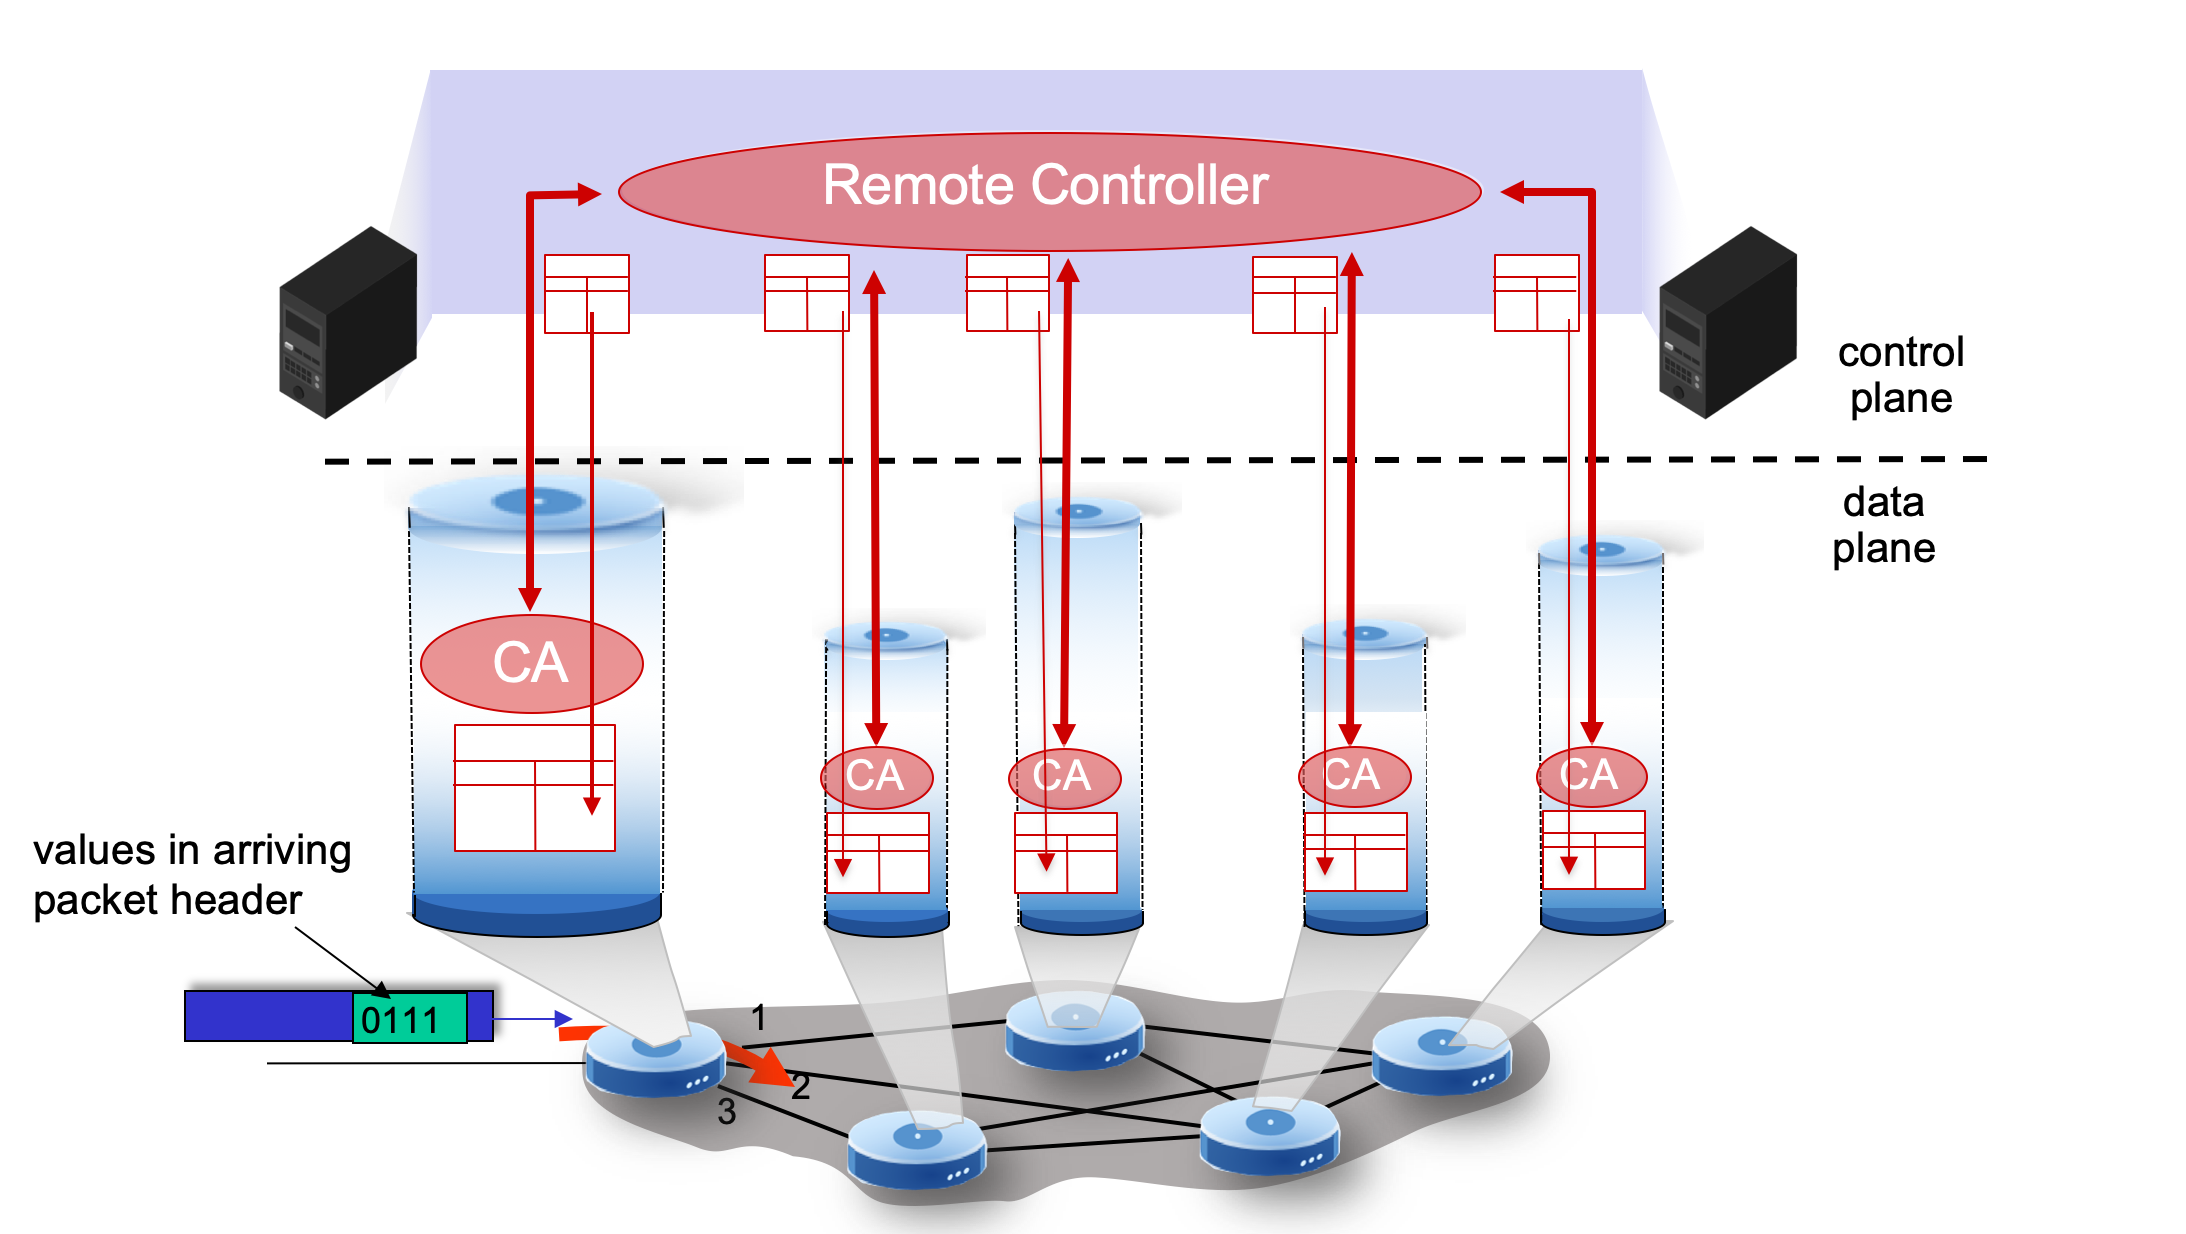 Remote Controller
control
plane
data
plane
CA
CA
CA
CA
CA
values in arriving
packet header
0111
1
2
3